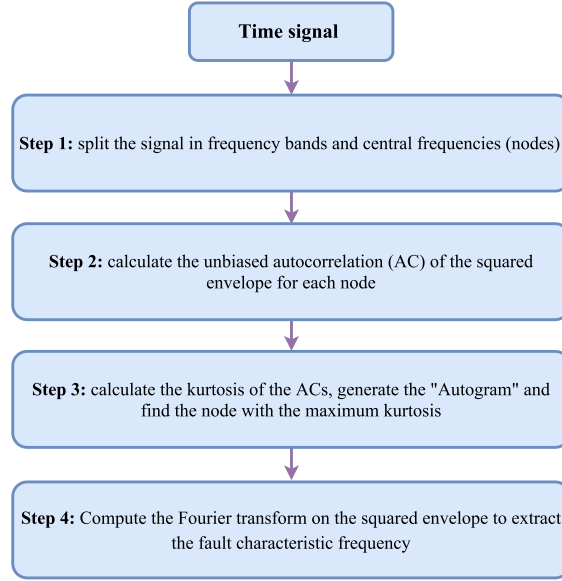 Time signal
Step 1: split the signal in frequency bands and central frequencies (nodes)
Step 2: calculate the unbiased autocorrelation (AC) of the squared
envelope for each node
Step 3: calculate the kurtosis of the ACs, generate the "Autogram" and
find the node with the maximum kurtosis
Step 4: Compute the Fourier transform on the squared envelope to extract
the fault characteristic frequency